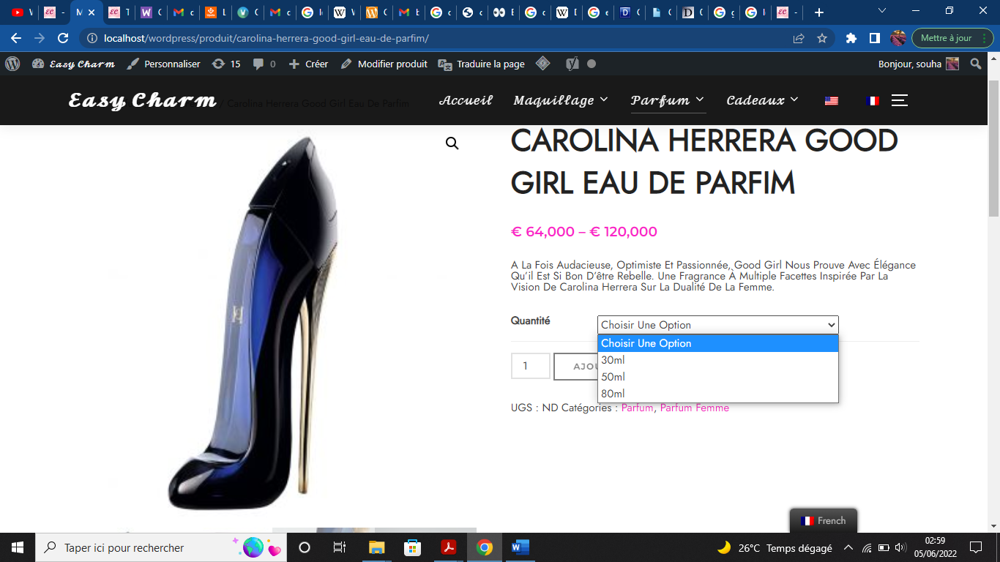 localhost/wordpress/produit/carolina-herrera-good-girl-eau-de-parfim/
Mettre à jour
Easy Charm
Personnaliser
15
0
Créer
Modifier produit
Traduire la page
Bonjour, souha
Easy Charm
/ Carolina Herrera Good Girl Eau De Parfim
Accueil
Maquillage
Parfum
Cadeaux
CAROLINA HERRERA GOOD
GIRL EAU DE PARFIM
€ 64,000 – € 120,000
A La Fois Audacieuse, Optimiste Et Passionnée, Good Girl Nous Prouve Avec Élégance
Qu'il Est Si Bon D'être Rebelle. Une Fragrance À Multiple Facettes Inspirée Par La
Vision De Carolina Herrera Sur La Dualité De La Femme.
Quantité
Choisir Une Option
Choisir Une Option
30ml
50ml
80ml
1
AJOU
UGS : ND Catégories : Parfum, Parfum Femme
French
Taper ici pour rechercher
26°C Temps dégagé
02:59
05/06/2022